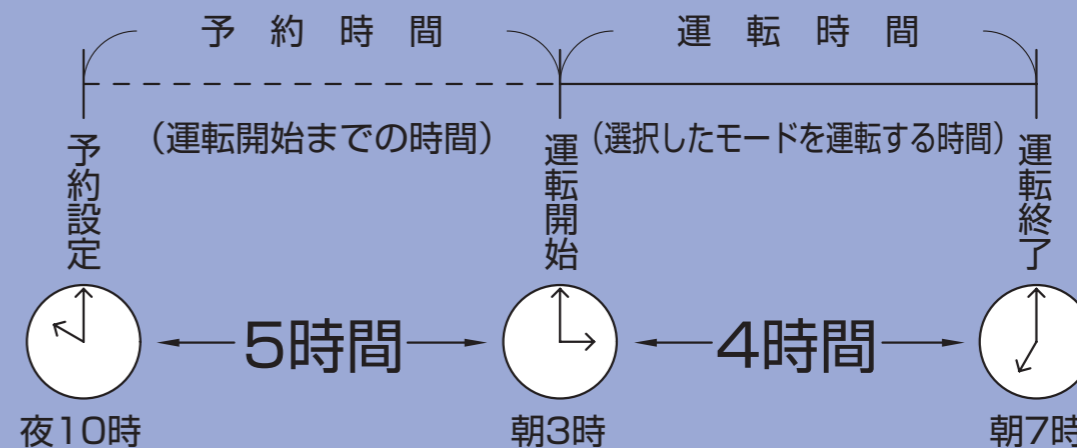 予約時間
運転時間
(運転開始までの時間)
(選択したモードを運転する時間)
予約設定
運転開始
運転終了
5時間
4時間
夜10時
朝3時
朝7時